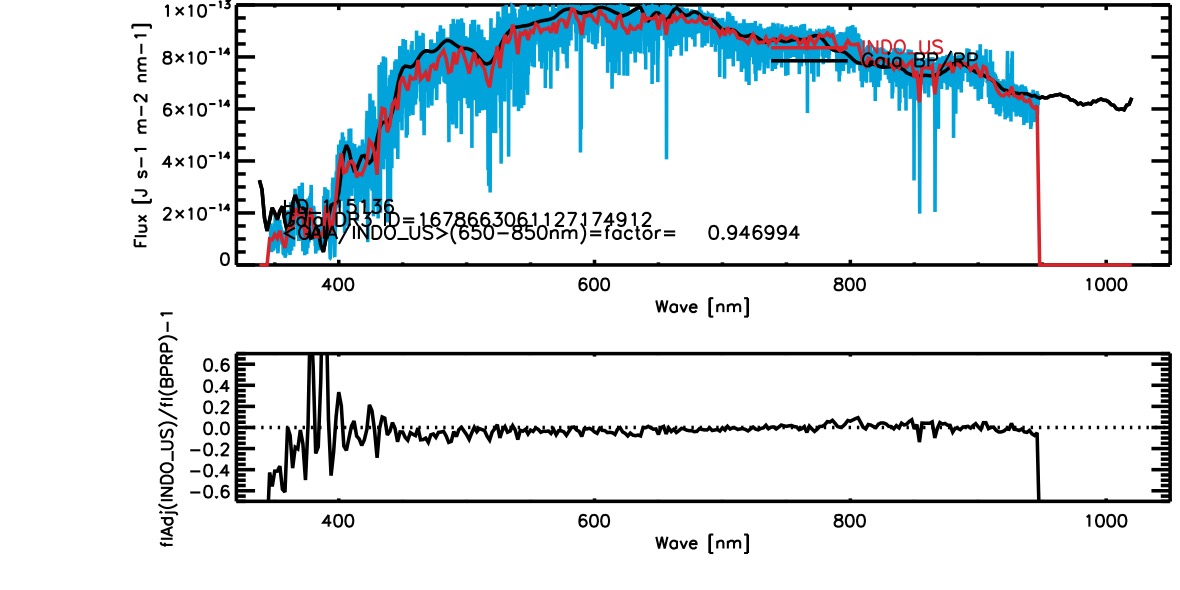 1×10−13
8×10−14
6×10−14
4×10−14
2×10−14
0
Flux [J s−1 m−2 nm−1]
INDO_US
Gaia BP/RP
HD_115136
Gaia DR3 ID=1678663061127174912
<GAIA/INDO_US>(650−850nm)=factor= 0.946994
400 600 800 1000
Wave [nm]
flAdj(INDO_US)/fl(BPRP)−1
0.6
0.4
0.2
0.0
−0.2
−0.4
−0.6
400 600 800 1000
Wave [nm]